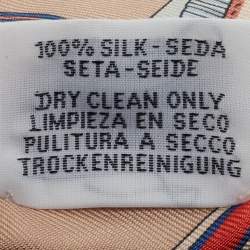 100% SILK - SEDA
SETA - SEIDE
DRY CLEAN ONLY
LIMPIEZA EN SECO
PULITURA A SECCO
TROCKENREINIGUNG